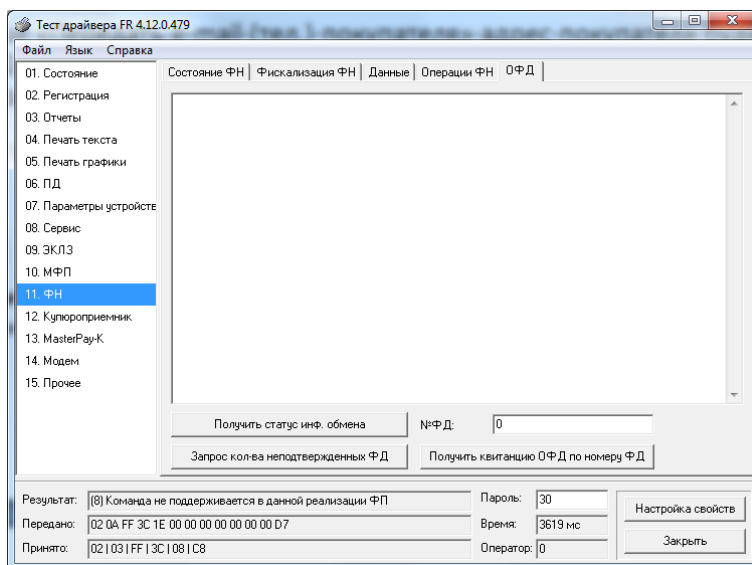 Тест драйвера FR 4.12.0.479
Файл Язык Справка
01. Состояние
02. Регистрация
03. Отчеты
04. Печать текста
05. Печать графики
06. ПД
07. Параметры устройств
08. Сервис
09. ЭКЛЗ
10. МФП
11. ФН
12. Купюроприемник
13. MasterPay-K
14. Модем
15. Прочее
Состояние ФН Фискализация ФН Данные Операции ФН ОФД
Получить статус инф. обмена №ФД: 0
Запрос кол-ва неподтвержденных ФД Получить квитанцию ОФД по номеру ФД
Результат: (8) Команда не поддерживается в данной реализации ФП Пароль: 30
Передано: 02 0A FF 3C 1E 00 00 00 00 00 00 00 D7 Время: 3619 мс
Принято: 02 | 03 | FF | 3C | 08 | C8 Оператор: 0
Настройка свойств
Закрыть